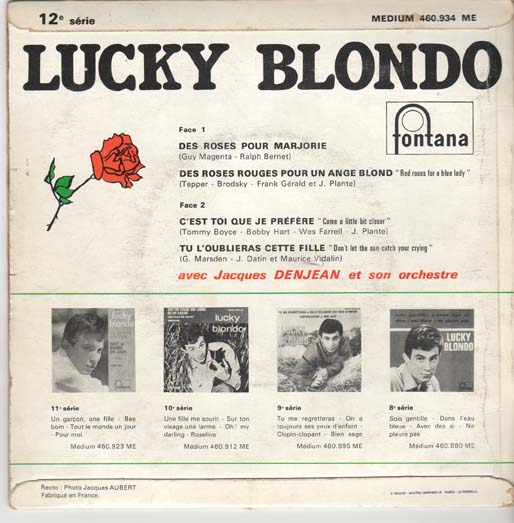 12e série
MEDIUM 460.934 ME
LUCKY BLONDO
fontana
Face 1
DES ROSES POUR MARJORIE
(Guy Magenta - Ralph Bernet)
DES ROSES ROUGES POUR UN ANGE BLOND "Red roses for a blue lady"
(Tepper - Brodsky - Frank Gérald et J. Plante)
Face 2
C'EST TOI QUE JE PRÉFÈRE "Come a little bit closer"
(Tommy Boyce - Bobby Hart - Wes Farrell - J. Plante)
TU L'OUBLIERAS CETTE FILLE "Don't let the sun catch your crying"
(G. Marsden - J. Datin et Maurice Vidalin)
avec Jacques DENJEAN et son orchestre
lucky
blondo
lucky
blondo
LUCKY
BLONDO
11e série
Un garçon, une fille - Bee
bom - Tout le monde un jour
- Pour moi
Médium 460.923 ME
10e série
Une fille me sourit - Sur ton
visage une larme - Oh ! my
darling - Roseline
Médium 460.912 ME
9e série
Tu me regretteras - On a
toujours ses yeux d'enfant -
Clopin-clopant - Bien sage
Médium 460.895 ME
8e série
Sois gentille - Dans l'eau
bleue - Avec des si - Ne
pleure pas
Médium 460.880 ME
Recto : Photo Jacques AUBERT
Fabriqué en France.